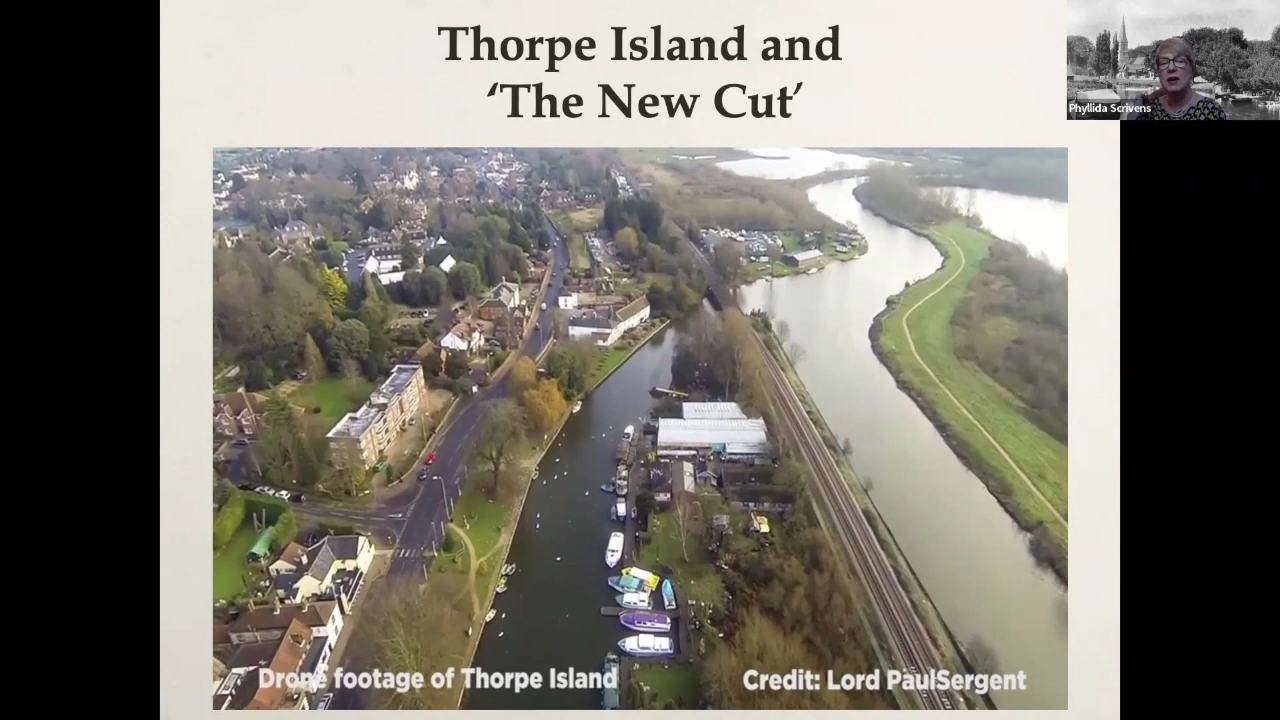 Thorpe Island and
‘The New Cut’
Phyllida Scrivens
Drone footage of Thorpe Island
Credit: Lord PaulSergent